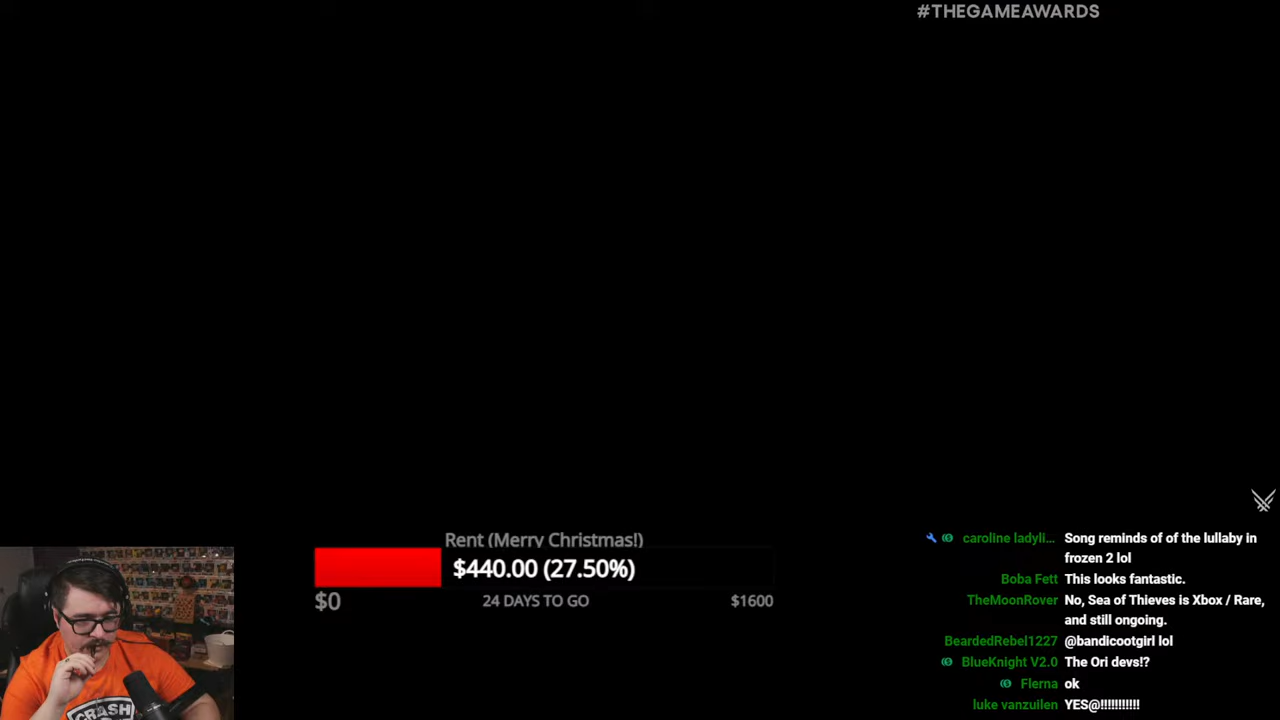 #THEGAMEAWARDS
Rent (Merry Christmas!)
$440.00 (27.50%)
$0
24 DAYS TO GO
$1600
caroline ladyli... Song reminds of of the lullaby in
frozen 2 lol
Boba Fett This looks fantastic.
TheMoonRover No, Sea of Thieves is Xbox / Rare,
and still ongoing.
BeardedRebel1227 @bandicootgirl lol
BlueKnight V2.0 The Ori devs!?
Flerna ok
luke vanzuilen YES@!!!!!!!!!!!
CRASH